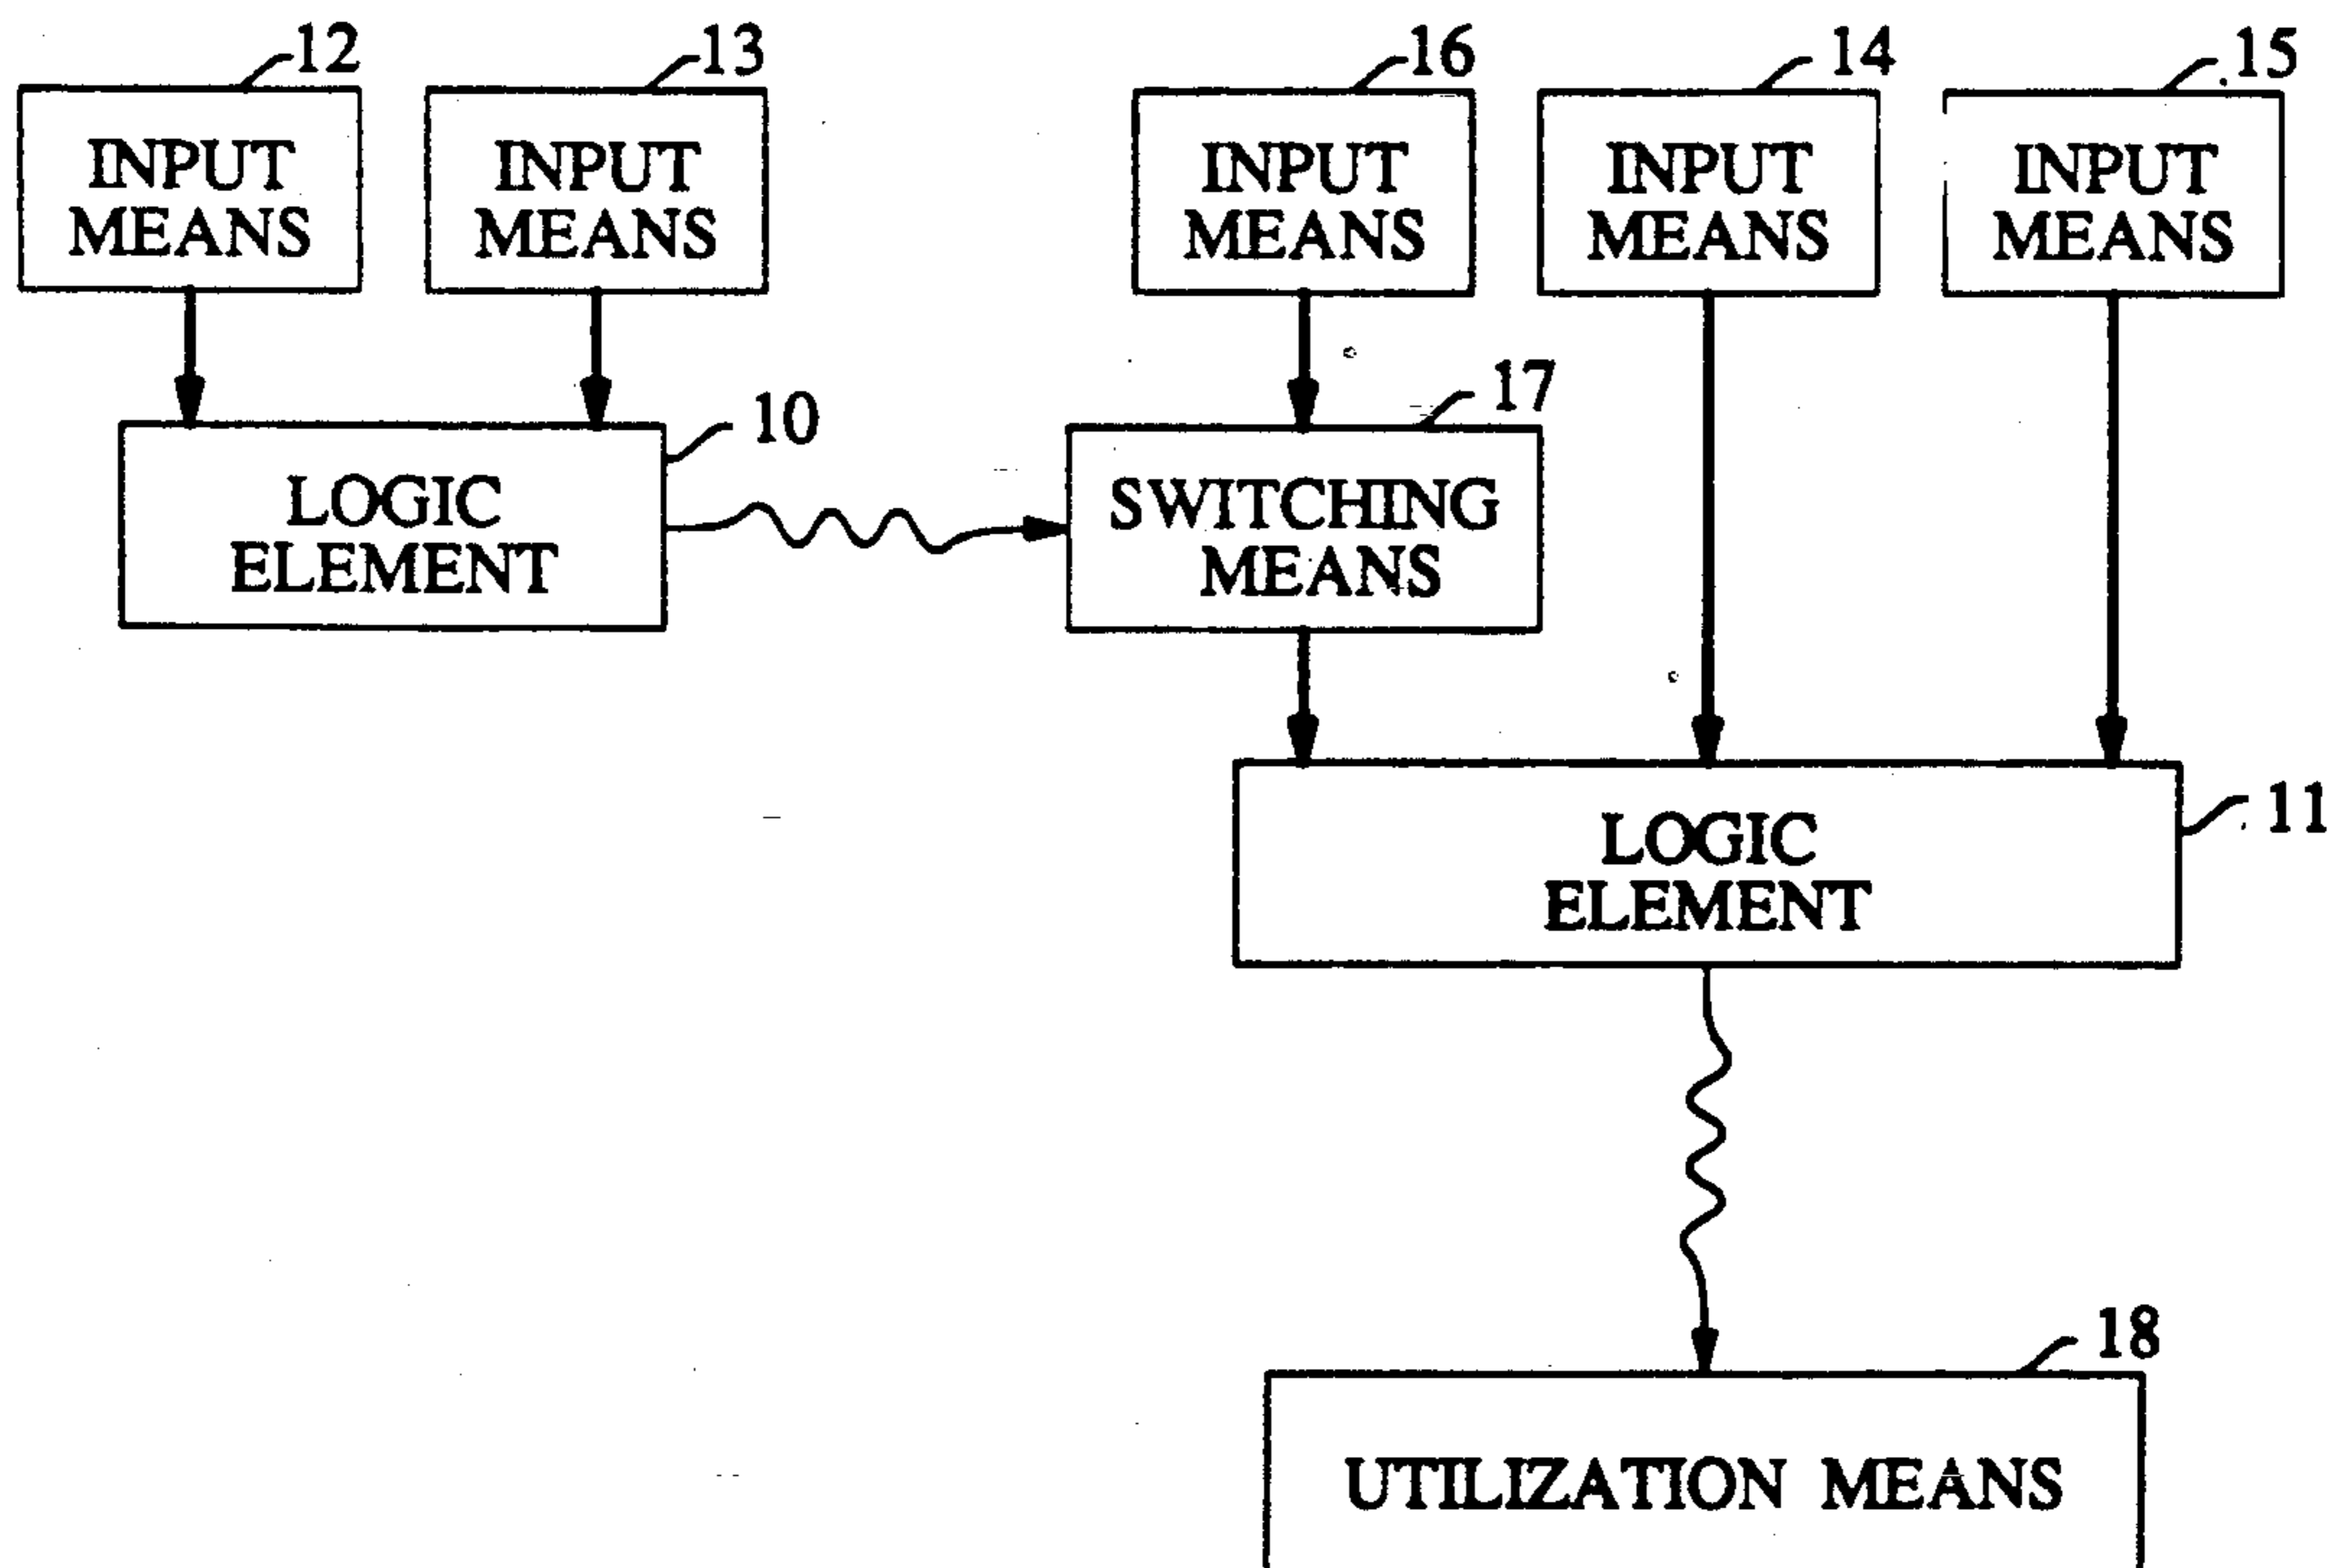 12
13
16
14
15
INPUT
MEANS
INPUT
MEANS
INPUT
MEANS
INPUT
MEANS
INPUT
MEANS
10
17
LOGIC
ELEMENT
SWITCHING
MEANS
11
LOGIC
ELEMENT
18
UTILIZATION MEANS